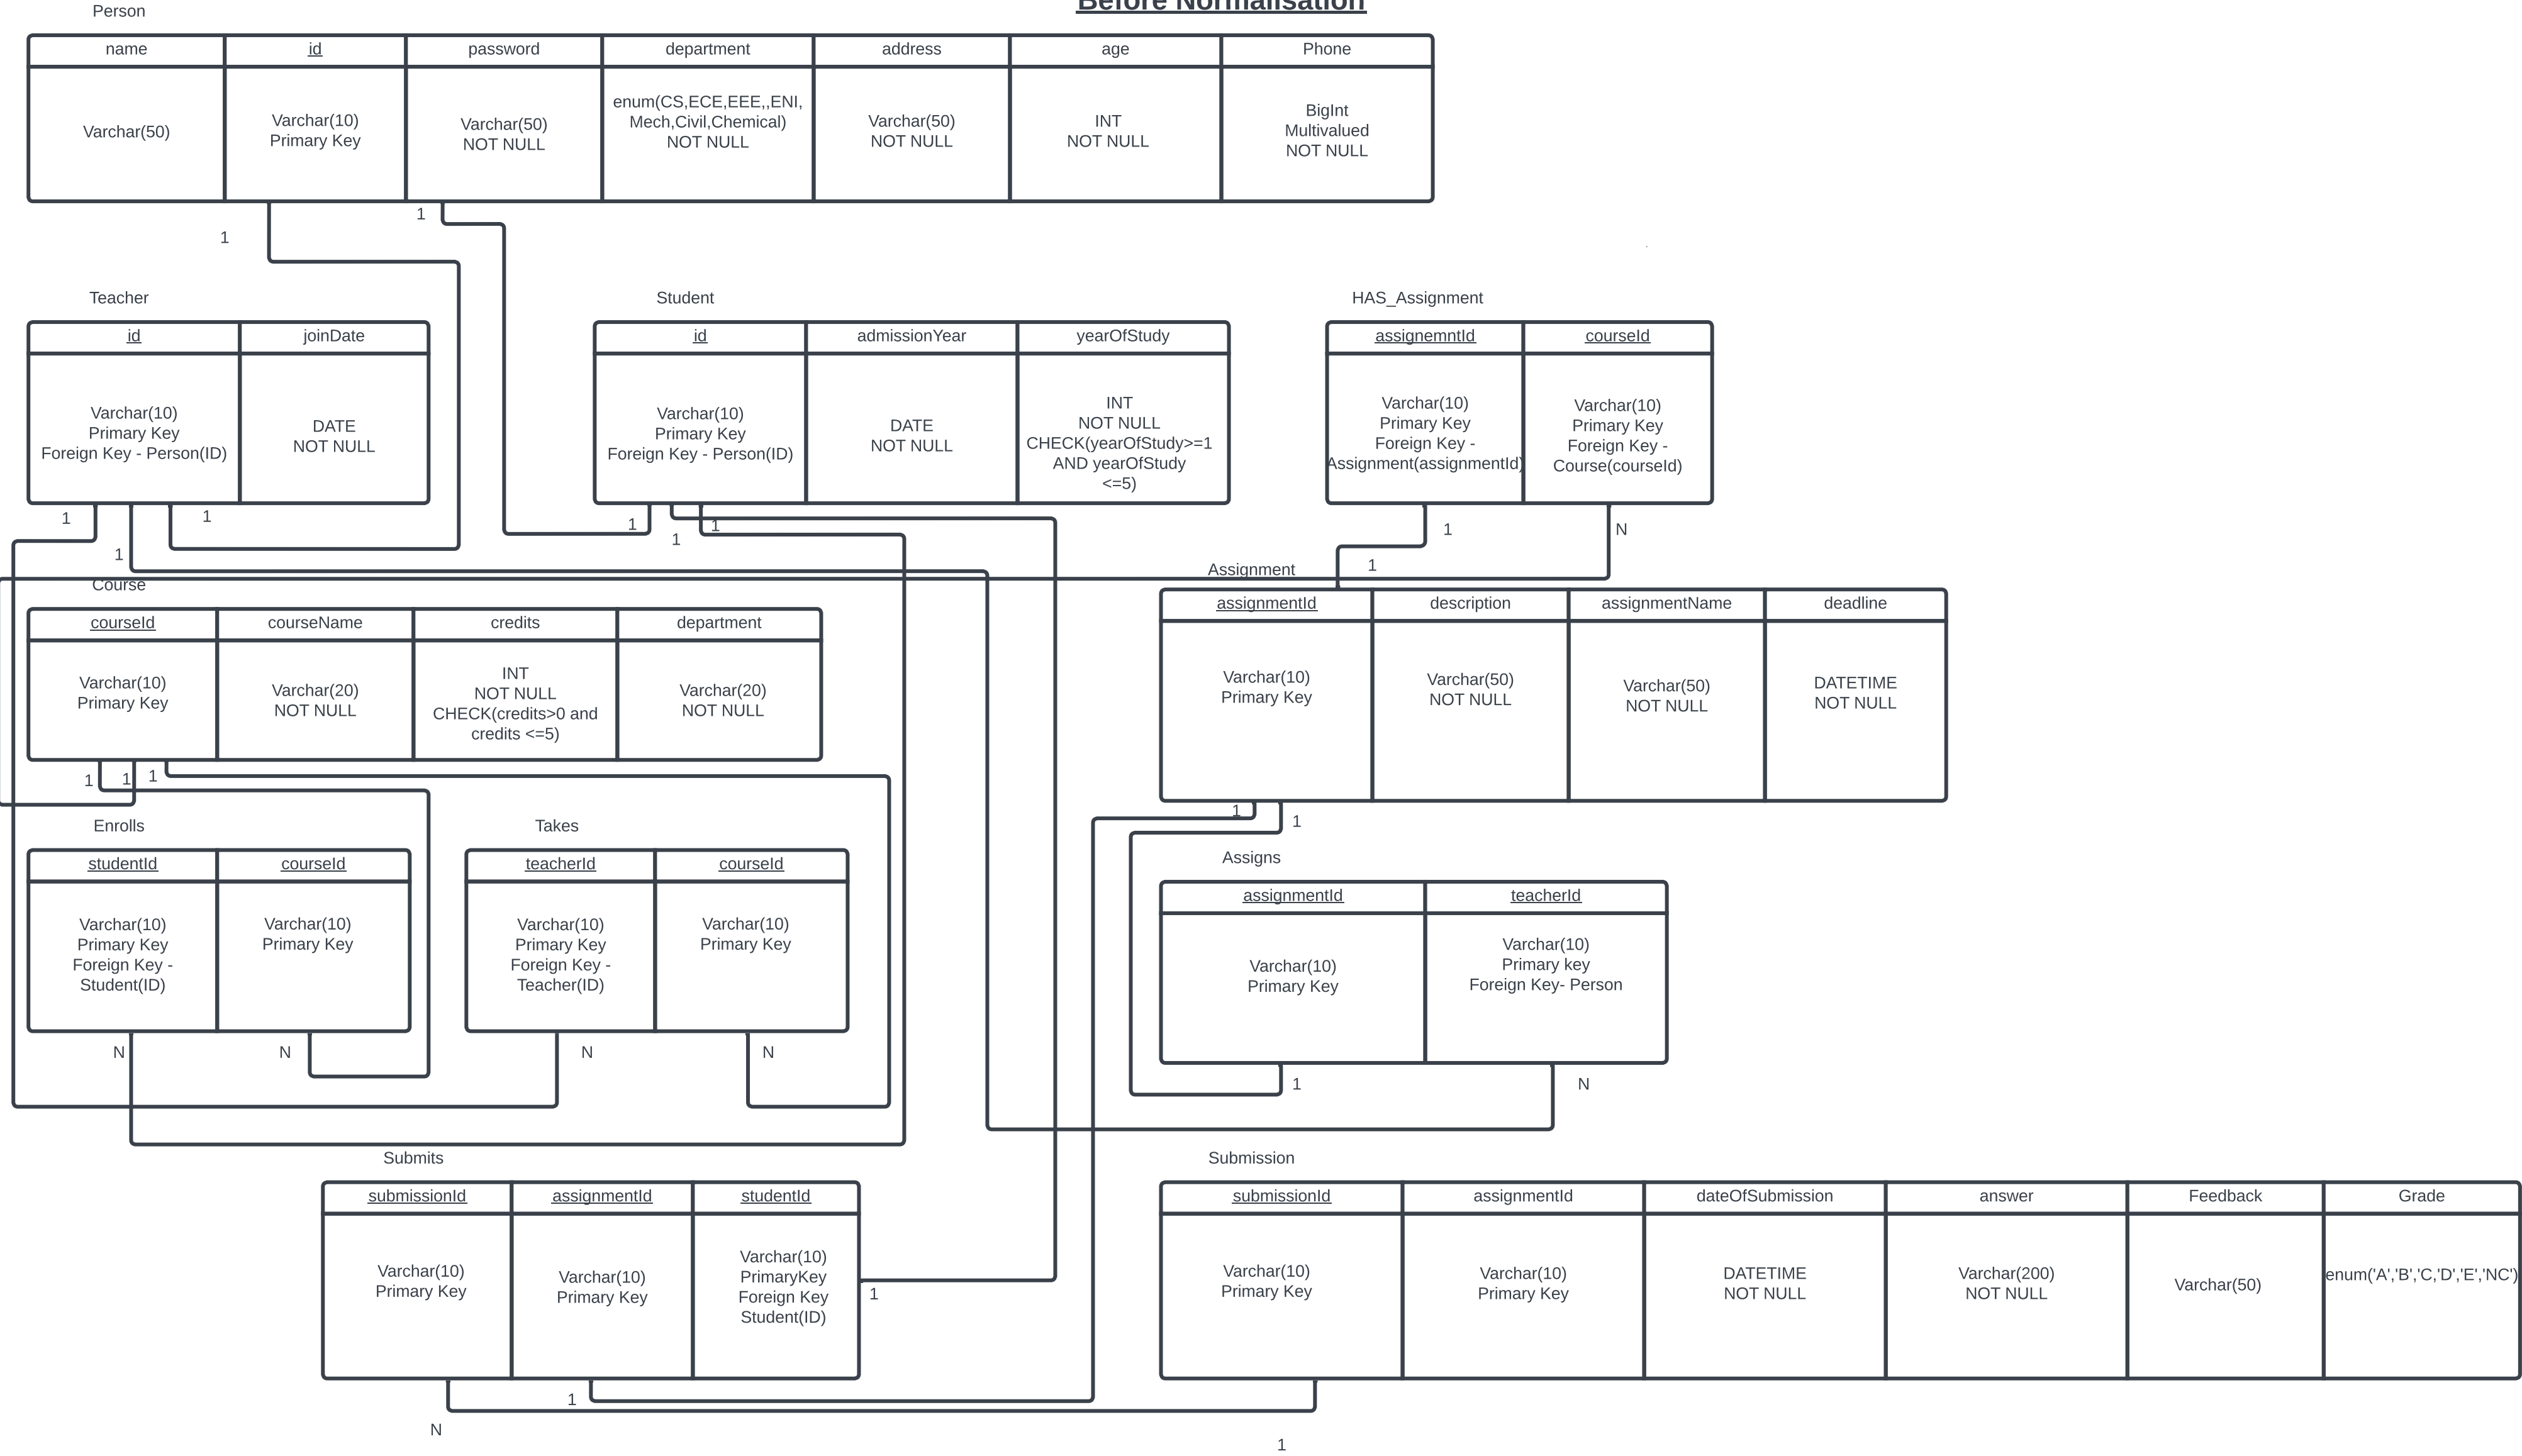 Before Normalisation
Person
name
id
password
department
address
age
Phone
Varchar(50)
Varchar(10)
Primary Key
Varchar(50)
NOT NULL
enum(CS,ECE,EEE,,ENI,
Mech,Civil,Chemical)
NOT NULL
Varchar(50)
NOT NULL
INT
NOT NULL
BigInt
Multivalued
NOT NULL
1
1
Teacher
id
joinDate
Varchar(10)
Primary Key
Foreign Key - Person(ID)
DATE
NOT NULL
1
1
1
Student
id
admissionYear
yearOfStudy
Varchar(10)
Primary Key
Foreign Key - Person(ID)
DATE
NOT NULL
INT
NOT NULL
CHECK(yearOfStudy>=1
AND yearOfStudy
<=5)
1
1
1
HAS_Assignment
assignemntId
courseId
Varchar(10)
Primary Key
Foreign Key -
Assignment(assignmentId)
Varchar(10)
Primary Key
Foreign Key -
Course(courseId)
1
N
1
Course
courseId
courseName
credits
department
Varchar(10)
Primary Key
Varchar(20)
NOT NULL
INT
NOT NULL
CHECK(credits>0 and
credits <=5)
Varchar(20)
NOT NULL
1
1
1
Assignment
assignmentId
description
assignmentName
deadline
Varchar(10)
Primary Key
Varchar(50)
NOT NULL
Varchar(50)
NOT NULL
DATETIME
NOT NULL
1
1
Enrolls
studentId
courseId
Varchar(10)
Primary Key
Foreign Key -
Student(ID)
Varchar(10)
Primary Key
N
N
Takes
teacherId
courseId
Varchar(10)
Primary Key
Foreign Key -
Teacher(ID)
Varchar(10)
Primary Key
N
N
Assigns
assignmentId
teacherId
Varchar(10)
Primary Key
Varchar(10)
Primary key
Foreign Key- Person
1
N
Submits
submissionId
assignmentId
studentId
Varchar(10)
Primary Key
Varchar(10)
Primary Key
Varchar(10)
PrimaryKey
Foreign Key
Student(ID)
1
1
N
Submission
submissionId
assignmentId
dateOfSubmission
answer
Feedback
Grade
Varchar(10)
Primary Key
Varchar(10)
Primary Key
DATETIME
NOT NULL
Varchar(200)
NOT NULL
Varchar(50)
enum('A','B','C,'D','E','NC')
1